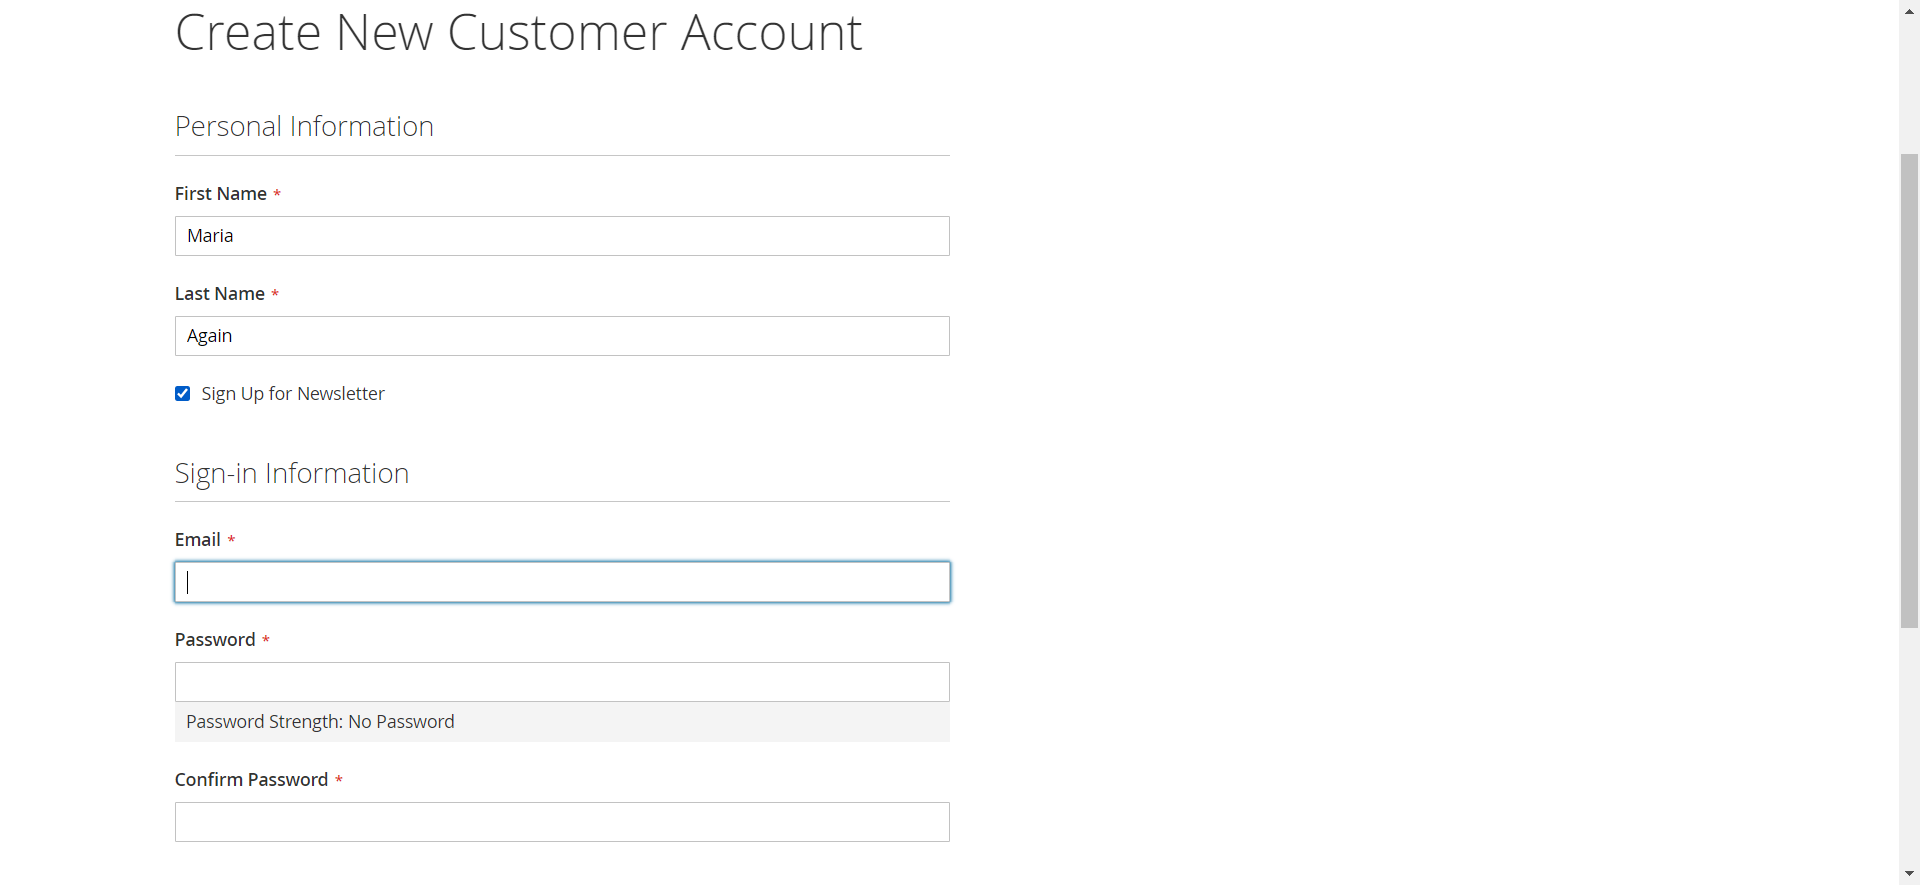 Create New Customer Account
Personal Information
First Name *
Maria
Last Name *
Again
Sign Up for Newsletter
Sign-in Information
Email *
Password *
Password Strength: No Password
Confirm Password *